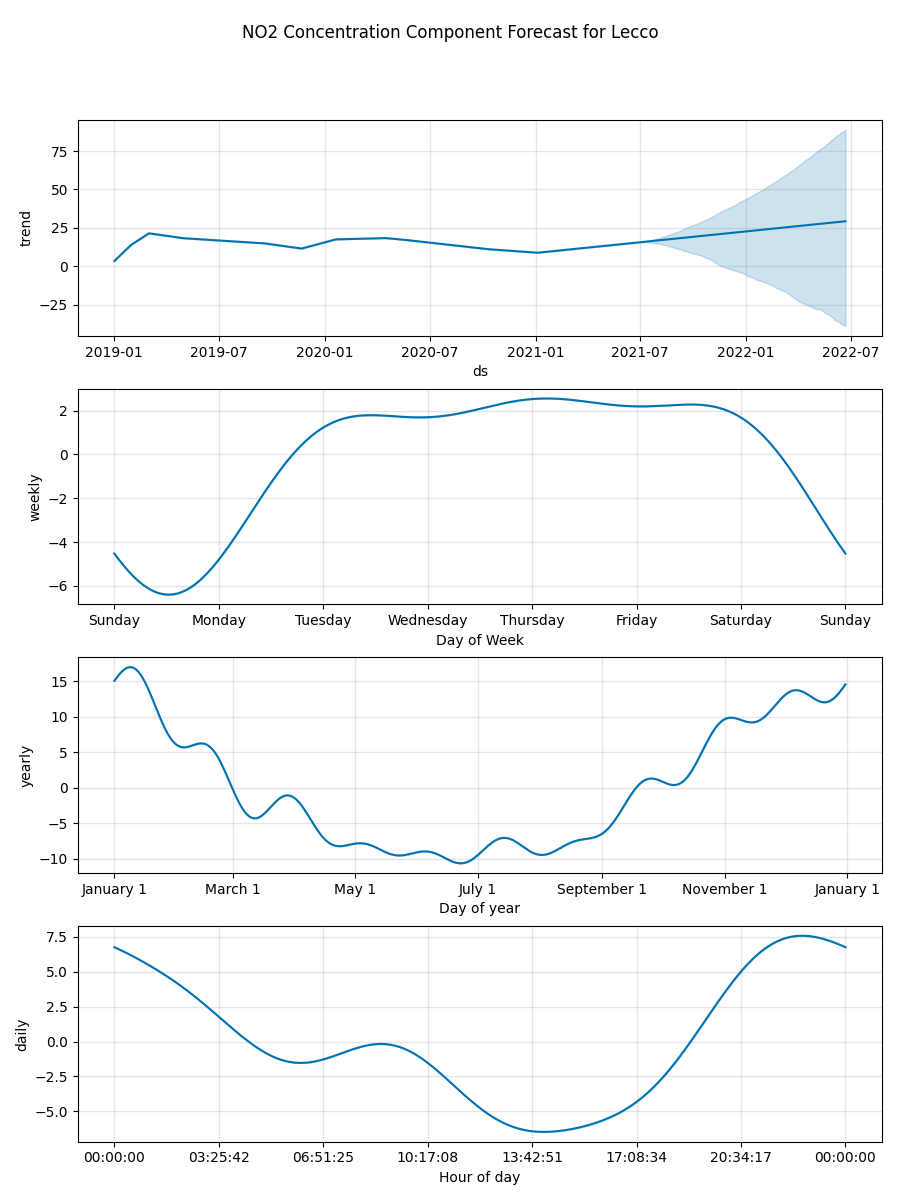 NO2 Concentration Component Forecast for Lecco
75
50
25
0
−25
trend
2019-01 2019-07 2020-01 2020-07 2021-01 2021-07 2022-01 2022-07
ds
2
0
−2
−4
−6
weekly
Sunday Monday Tuesday Wednesday Thursday Friday Saturday Sunday
Day of Week
15
10
5
0
−5
−10
yearly
January 1 March 1 May 1 July 1 September 1 November 1 January 1
Day of year
7.5
5.0
2.5
0.0
−2.5
−5.0
daily
00:00:00 03:25:42 06:51:25 10:17:08 13:42:51 17:08:34 20:34:17 00:00:00
Hour of day